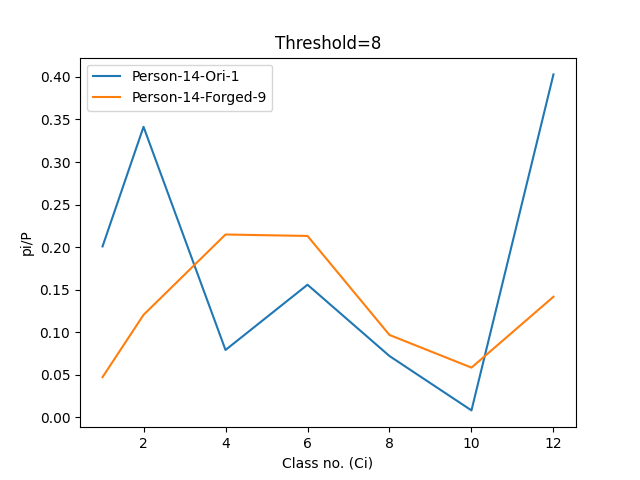 Threshold=8
Person-14-Ori-1
Person-14-Forged-9
pi/P
0.40
0.35
0.30
0.25
0.20
0.15
0.10
0.05
0.00
2 4 6 8 10 12
Class no. (Ci)